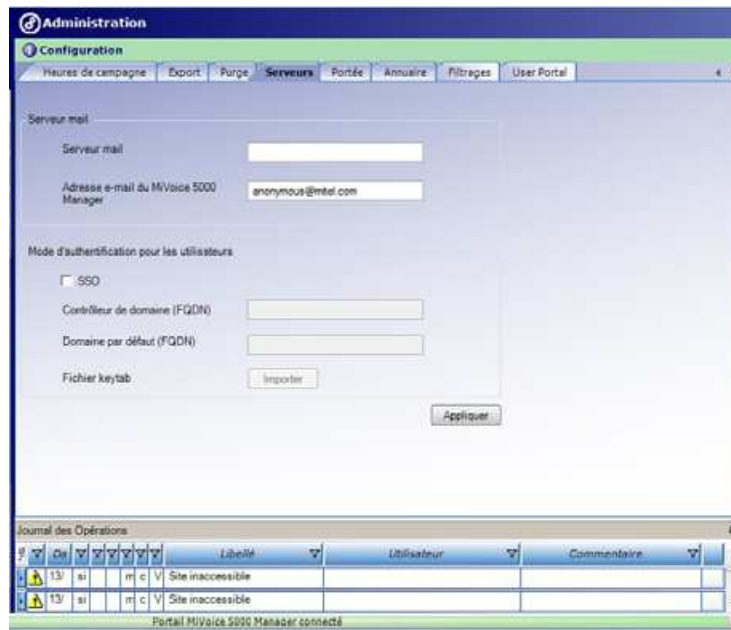 Administration
Configuration
Heures de campagne Export Purge Serveurs Portée Annuaire Filtrages User Portal
Serveur mail
Serveur mail
Adresse e-mail du MiVoice 5000
Manager
anonymous@mtel.com
Mode d'authentification pour les utilisateurs
SSO
Contrôleur de domaine (FQDN)
Domaine par défaut (FQDN)
Fichier keytab Importer
Appliquer
Journal des Opérations
Da Libellé Utilisateur Commentaire
13/ si m c V Site inaccessible
13/ si m c V Site inaccessible
Portail MiVoice 5000 Manager connecté